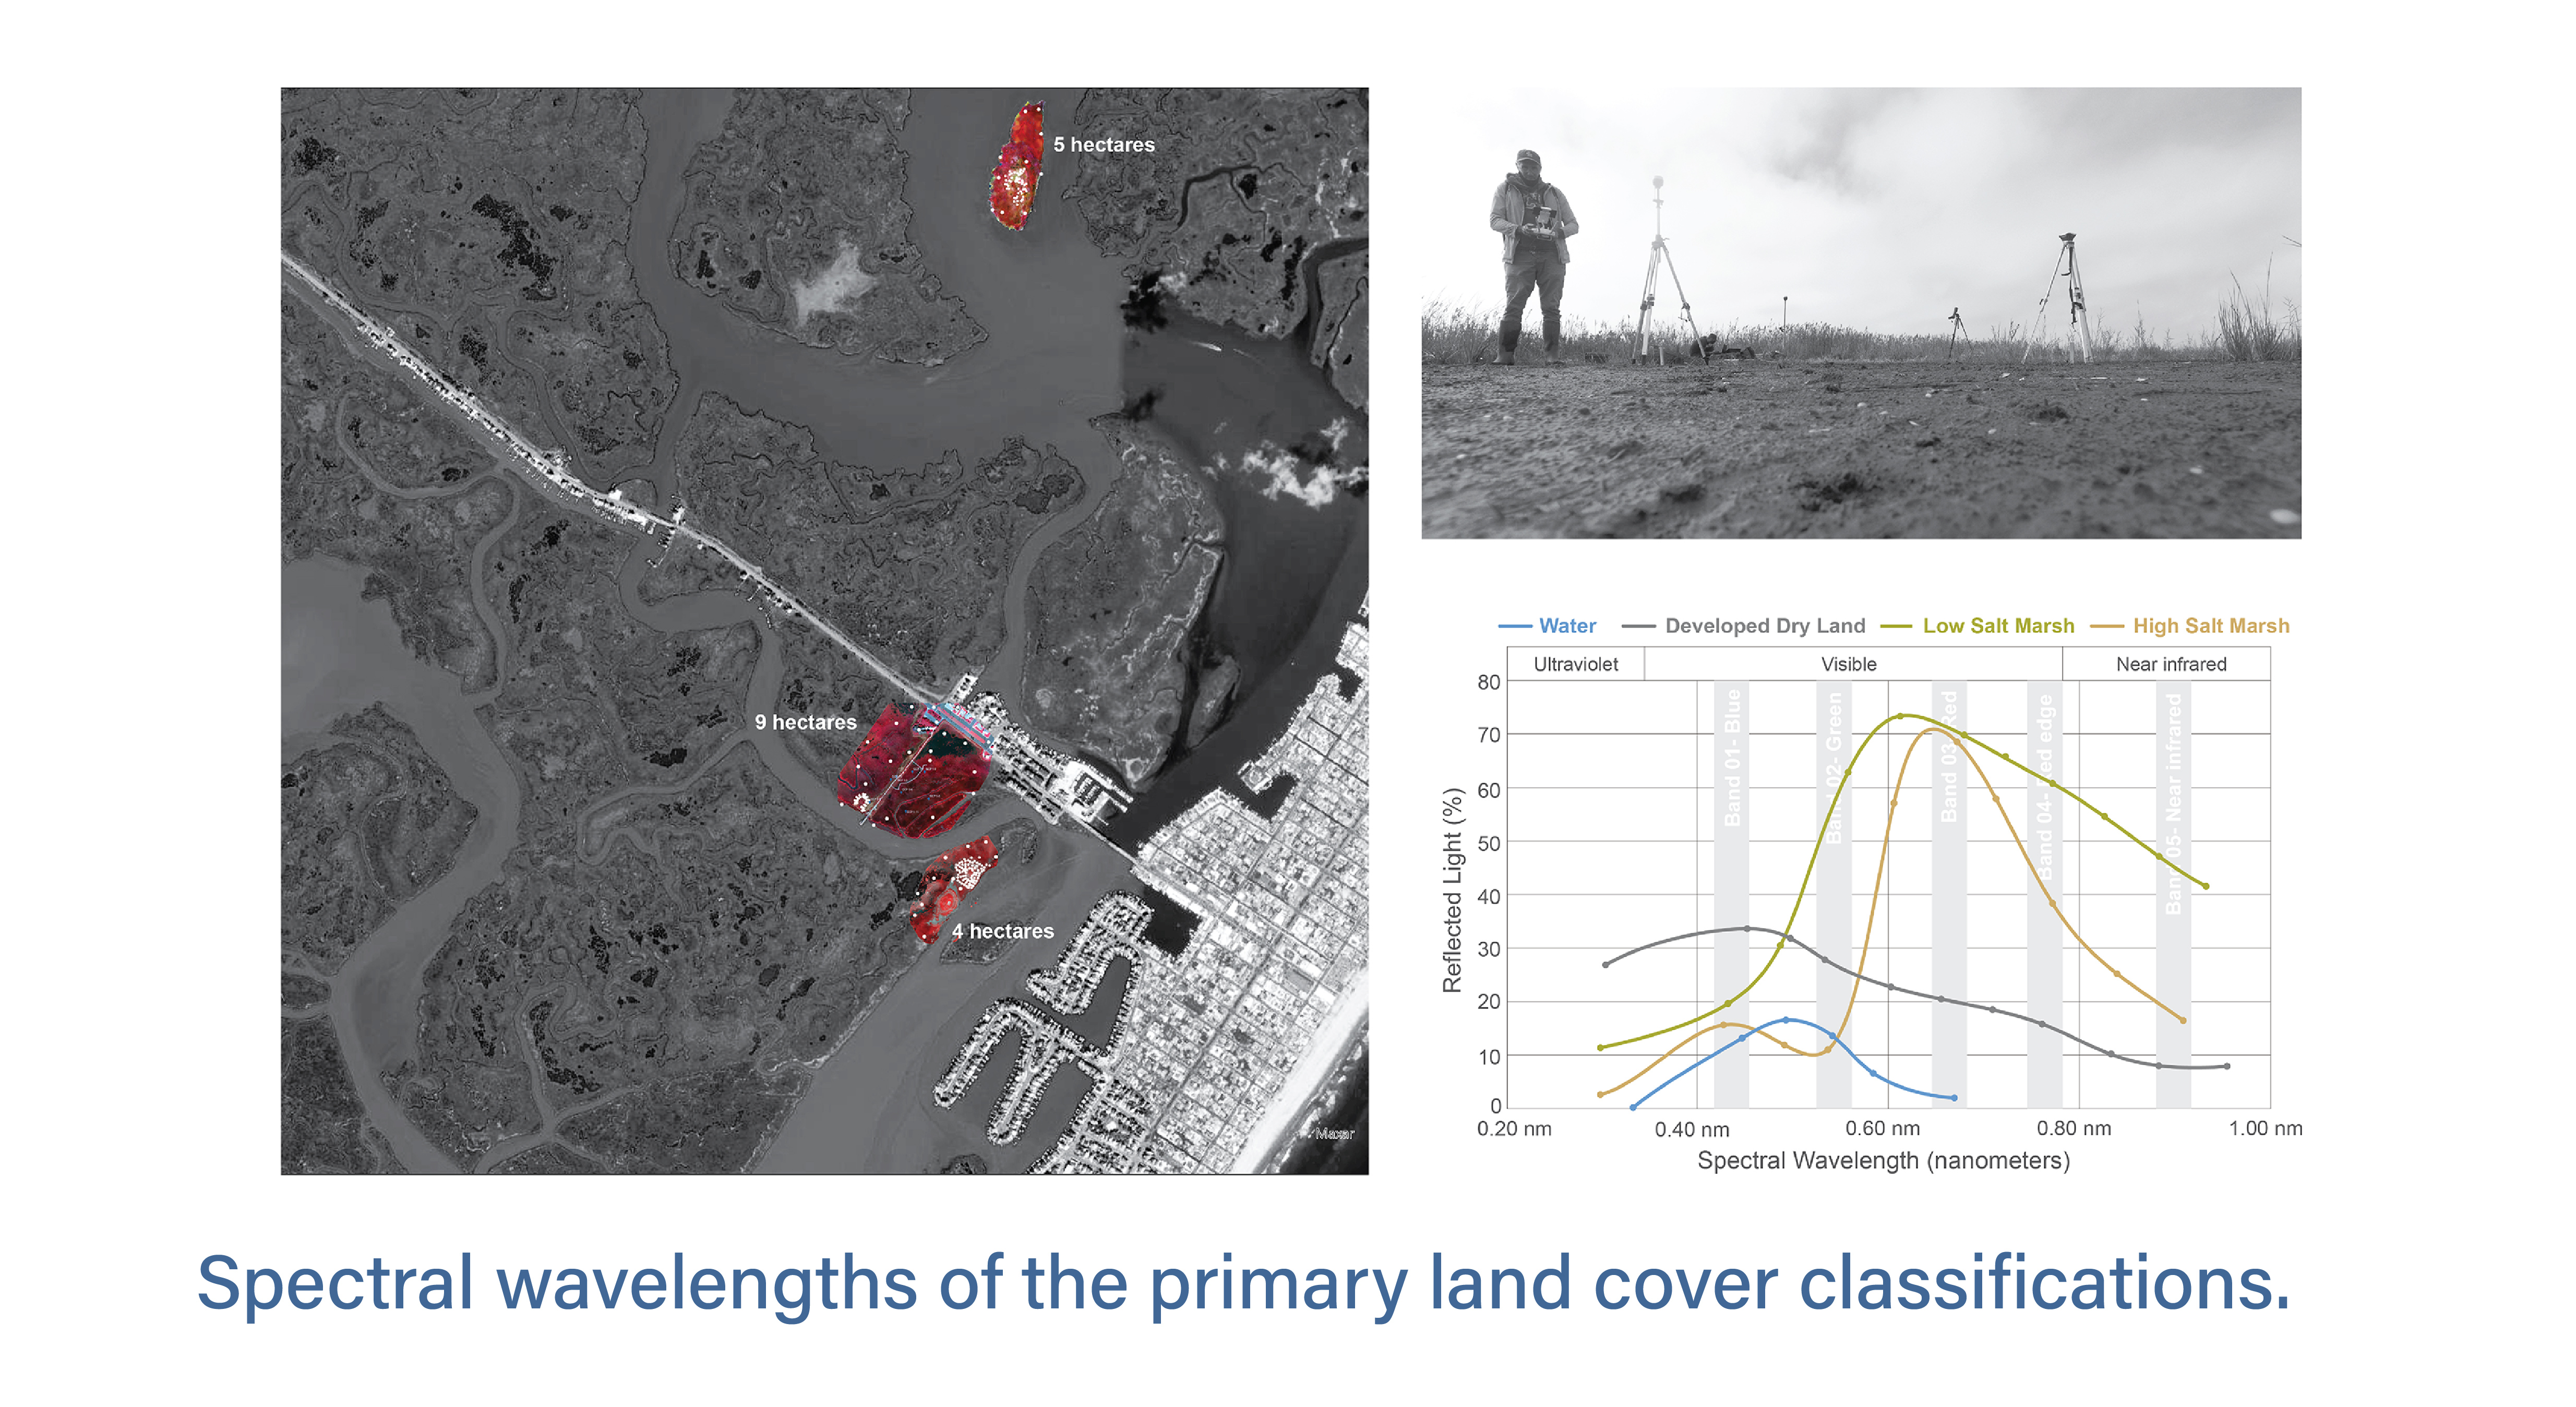 5 hectares
9 hectares
4 hectares
Maxar
Water Developed Dry Land Low Salt Marsh High Salt Marsh
Ultraviolet Visible Near infrared
80
70
60
50
40
30
20
10
0
Reflected Light (%)
Band 01- Blue
Band 02- Green
Band 03- Red
Band 04- Red edge
Band 05- Near infrared
0.20 nm 0.40 nm 0.60 nm 0.80 nm 1.00 nm
Spectral Wavelength (nanometers)
Spectral wavelengths of the primary land cover classifications.